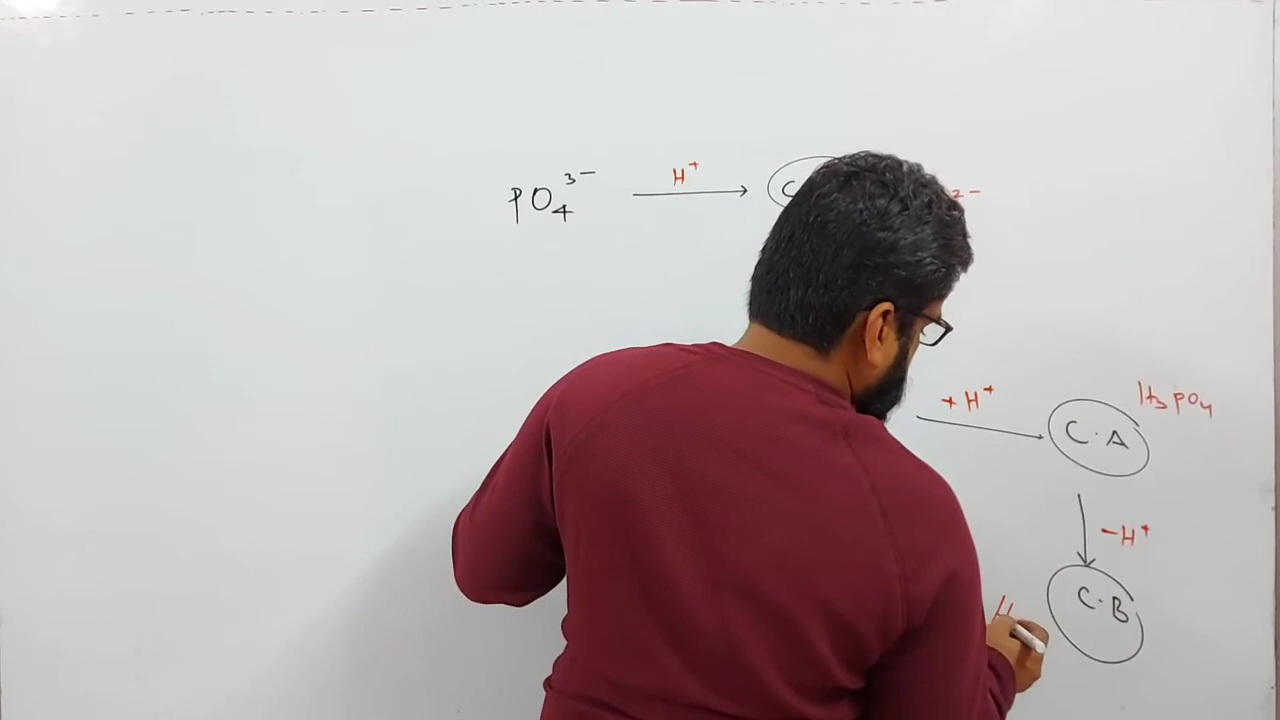 PO₄³⁻ H⁺ C 2-
+ H⁺ C.A H₃PO₄
-H⁺
C.B